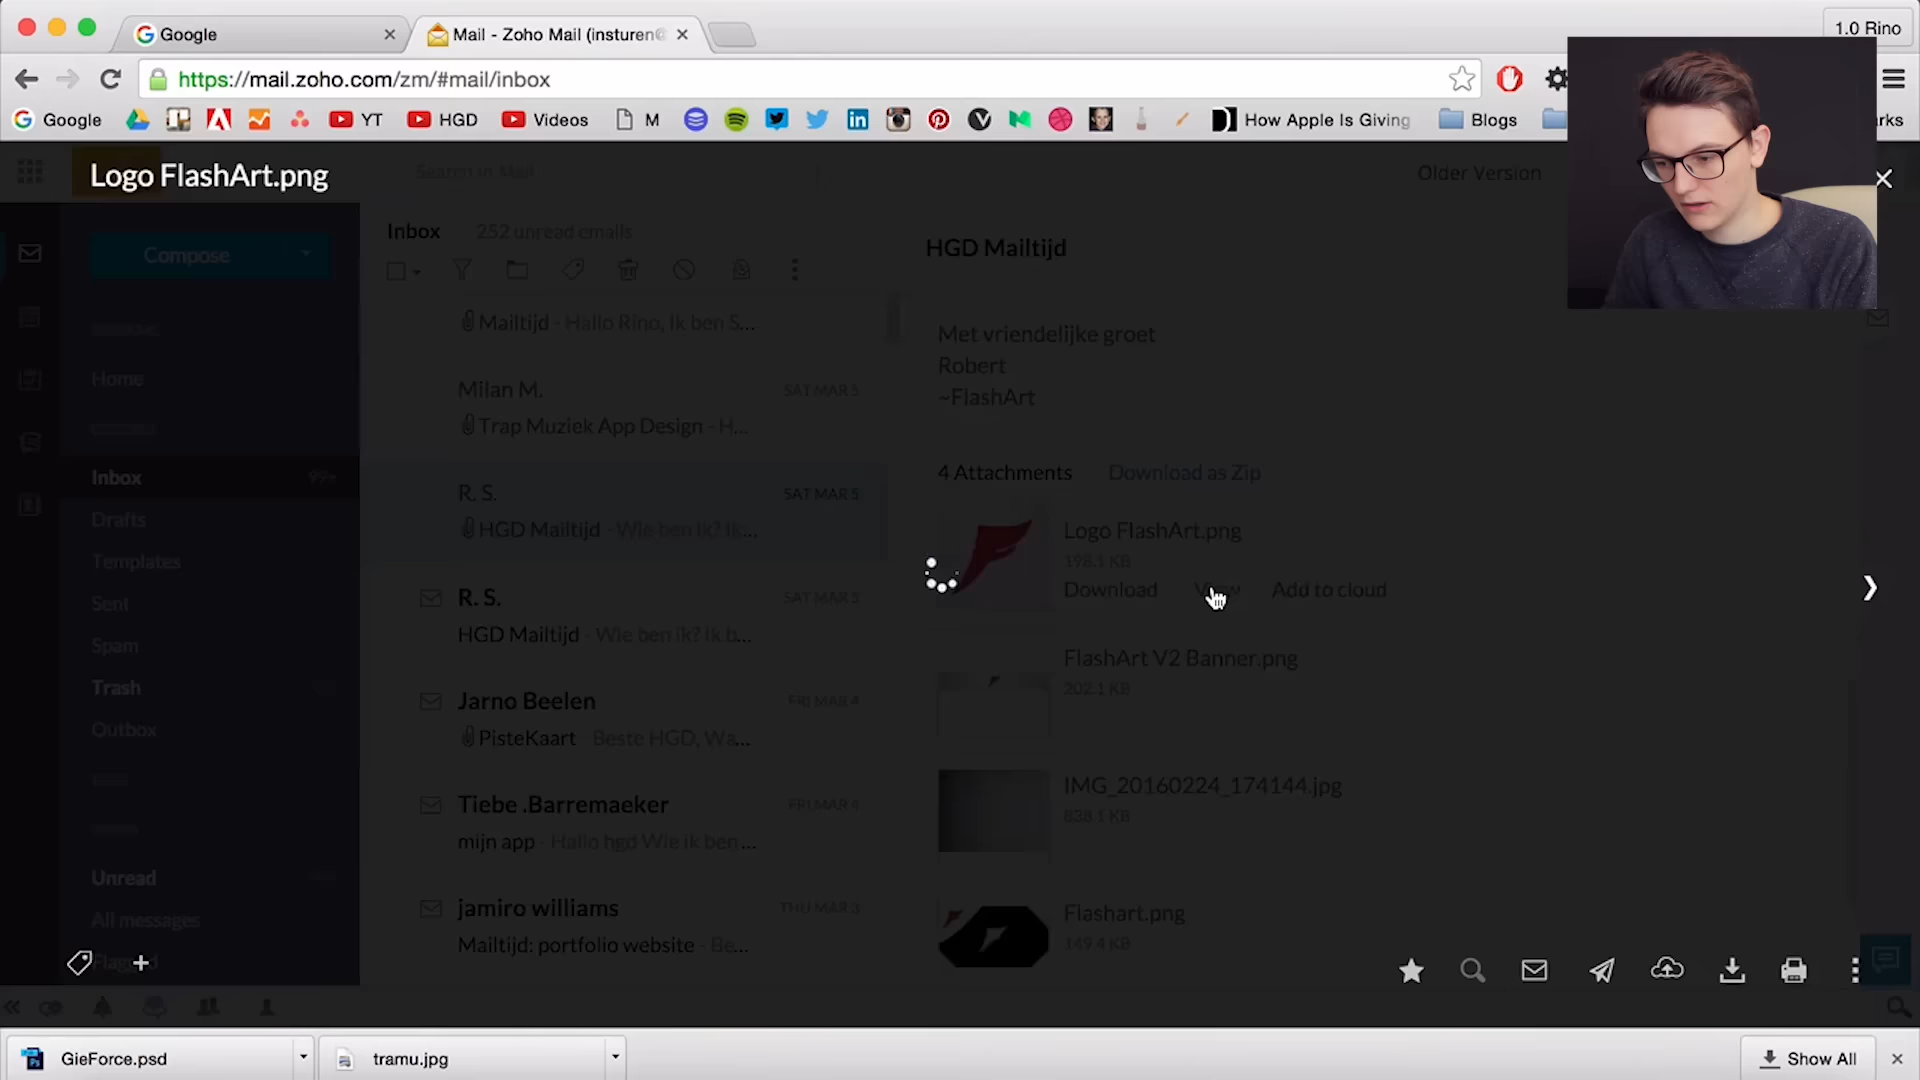 Google
Mail - Zoho Mail (insturen@
1.0 Rino
https://mail.zoho.com/zm/#mail/inbox
Google
YT
HGD
Videos
M
How Apple Is Giving
Blogs
rks
Logo FlashArt.png
Search in Mail
Older Version
Compose
Home
Inbox
99+
Drafts
Templates
Sent
Spam
Trash
Outbox
Unread
All messages
Flagged
Inbox 252 unread emails
Mailtijd - Hallo Rino, Ik ben S...
Milan M. SAT MAR 5
Trap Muziek App Design - H...
R. S. SAT MAR 5
HGD Mailtijd - Wie ben ik? Ik...
R. S. SAT MAR 5
HGD Mailtijd - Wie ben ik? Ik b...
Jarno Beelen FRI MAR 4
PisteKaart - Beste HGD, Wa...
Tiebe .Barremaeker FRI MAR 4
mijn app - Hallo hgd Wie ik ben ...
jamiro williams THU MAR 3
Mailtijd: portfolio website - Be...
HGD Mailtijd
Met vriendelijke groet
Robert
~FlashArt
4 Attachments Download as Zip
Logo FlashArt.png
198.1 KB
Download View Add to cloud
FlashArt V2 Banner.png
202.1 KB
IMG_20160224_174144.jpg
838.1 KB
Flashart.png
149.4 KB
GieForce.psd
tramu.jpg
Show All